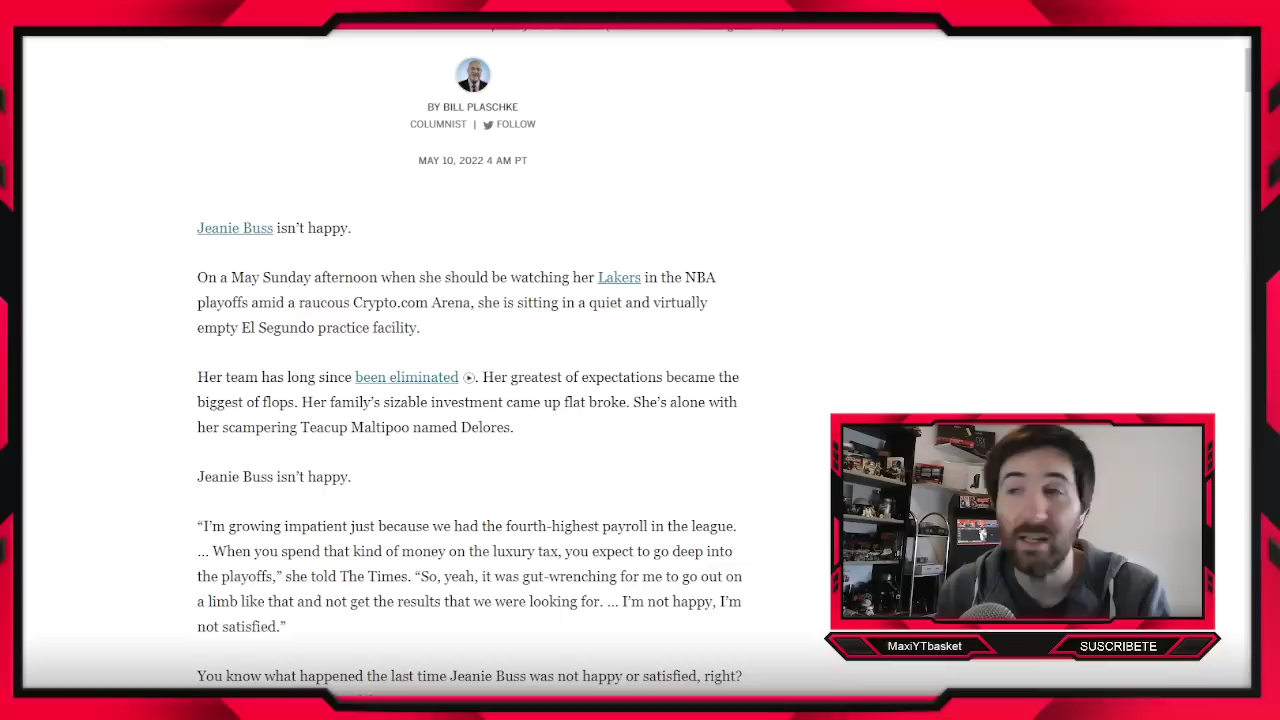 BY BILL PLASCHKE
COLUMNIST | FOLLOW
MAY 10, 2022 4 AM PT
Jeanie Buss isn’t happy.
On a May Sunday afternoon when she should be watching her Lakers in the NBA
playoffs amid a raucous Crypto.com Arena, she is sitting in a quiet and virtually
empty El Segundo practice facility.
Her team has long since been eliminated . Her greatest of expectations became the
biggest of flops. Her family’s sizable investment came up flat broke. She’s alone with
her scampering Teacup Maltipoo named Delores.
Jeanie Buss isn’t happy.
“I’m growing impatient just because we had the fourth-highest payroll in the league.
... When you spend that kind of money on the luxury tax, you expect to go deep into
the playoffs,” she told The Times. “So, yeah, it was gut-wrenching for me to go out on
a limb like that and not get the results that we were looking for. ... I’m not happy, I’m
not satisfied.”
You know what happened the last time Jeanie Buss was not happy or satisfied, right?
MaxiYTbasket
SUSCRIBETE